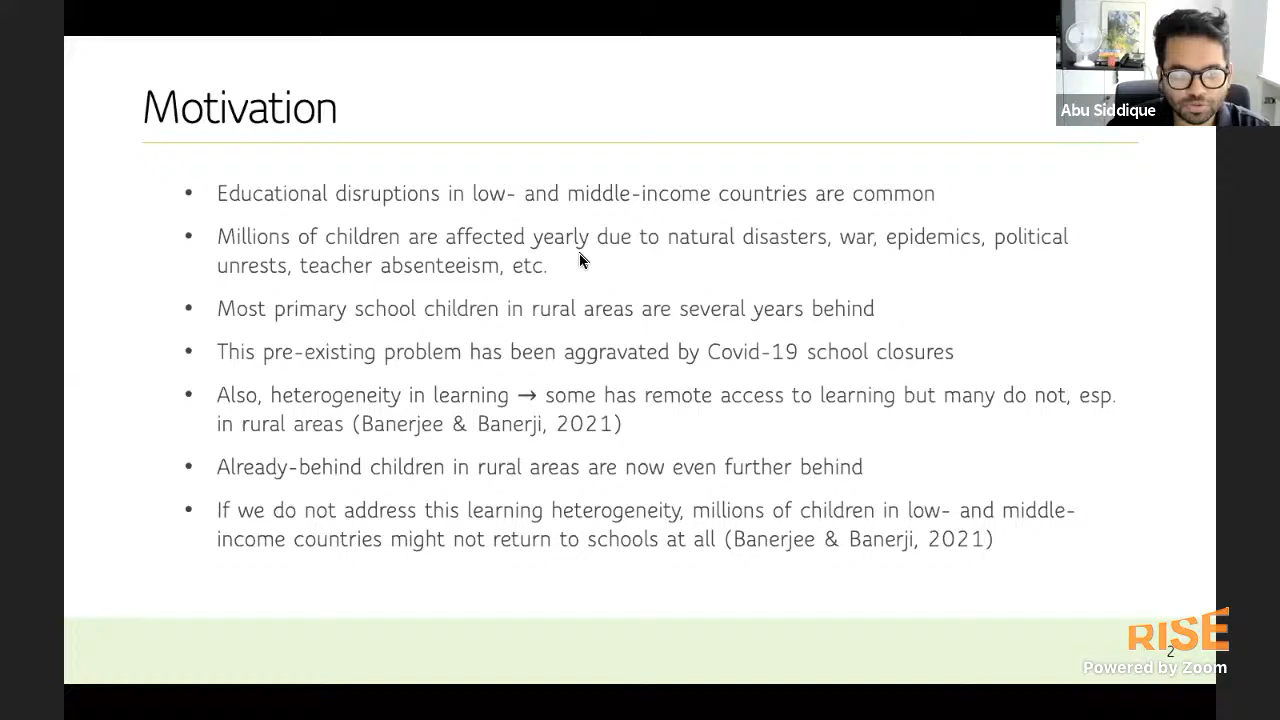 Motivation
Abu Siddique
• Educational disruptions in low- and middle-income countries are common
• Millions of children are affected yearly due to natural disasters, war, epidemics, political
unrests, teacher absenteeism, etc.
• Most primary school children in rural areas are several years behind
• This pre-existing problem has been aggravated by Covid-19 school closures
• Also, heterogeneity in learning → some has remote access to learning but many do not, esp.
in rural areas (Banerjee & Banerji, 2021)
• Already-behind children in rural areas are now even further behind
• If we do not address this learning heterogeneity, millions of children in low- and middle-
income countries might not return to schools at all (Banerjee & Banerji, 2021)
RISE
2
Powered by Zoom